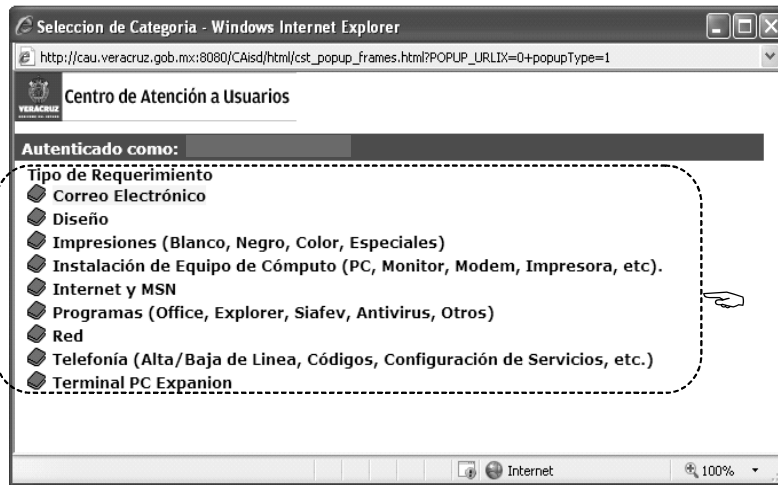 Seleccion de Categoria - Windows Internet Explorer
http://cau.veracruz.gob.mx:8080/CAisd/html/cst_popup_frames.html?POPUP_URLIX=0+popupType=1
VERACRUZ
Centro de Atención a Usuarios
Autenticado como:
Tipo de Requerimiento
Correo Electrónico
Diseño
Impresiones (Blanco, Negro, Color, Especiales)
Instalación de Equipo de Cómputo (PC, Monitor, Modem, Impresora, etc).
Internet y MSN
Programas (Office, Explorer, Siafev, Antivirus, Otros)
Red
Telefonía (Alta/Baja de Linea, Códigos, Configuración de Servicios, etc.)
Terminal PC Expanion
Internet
100%